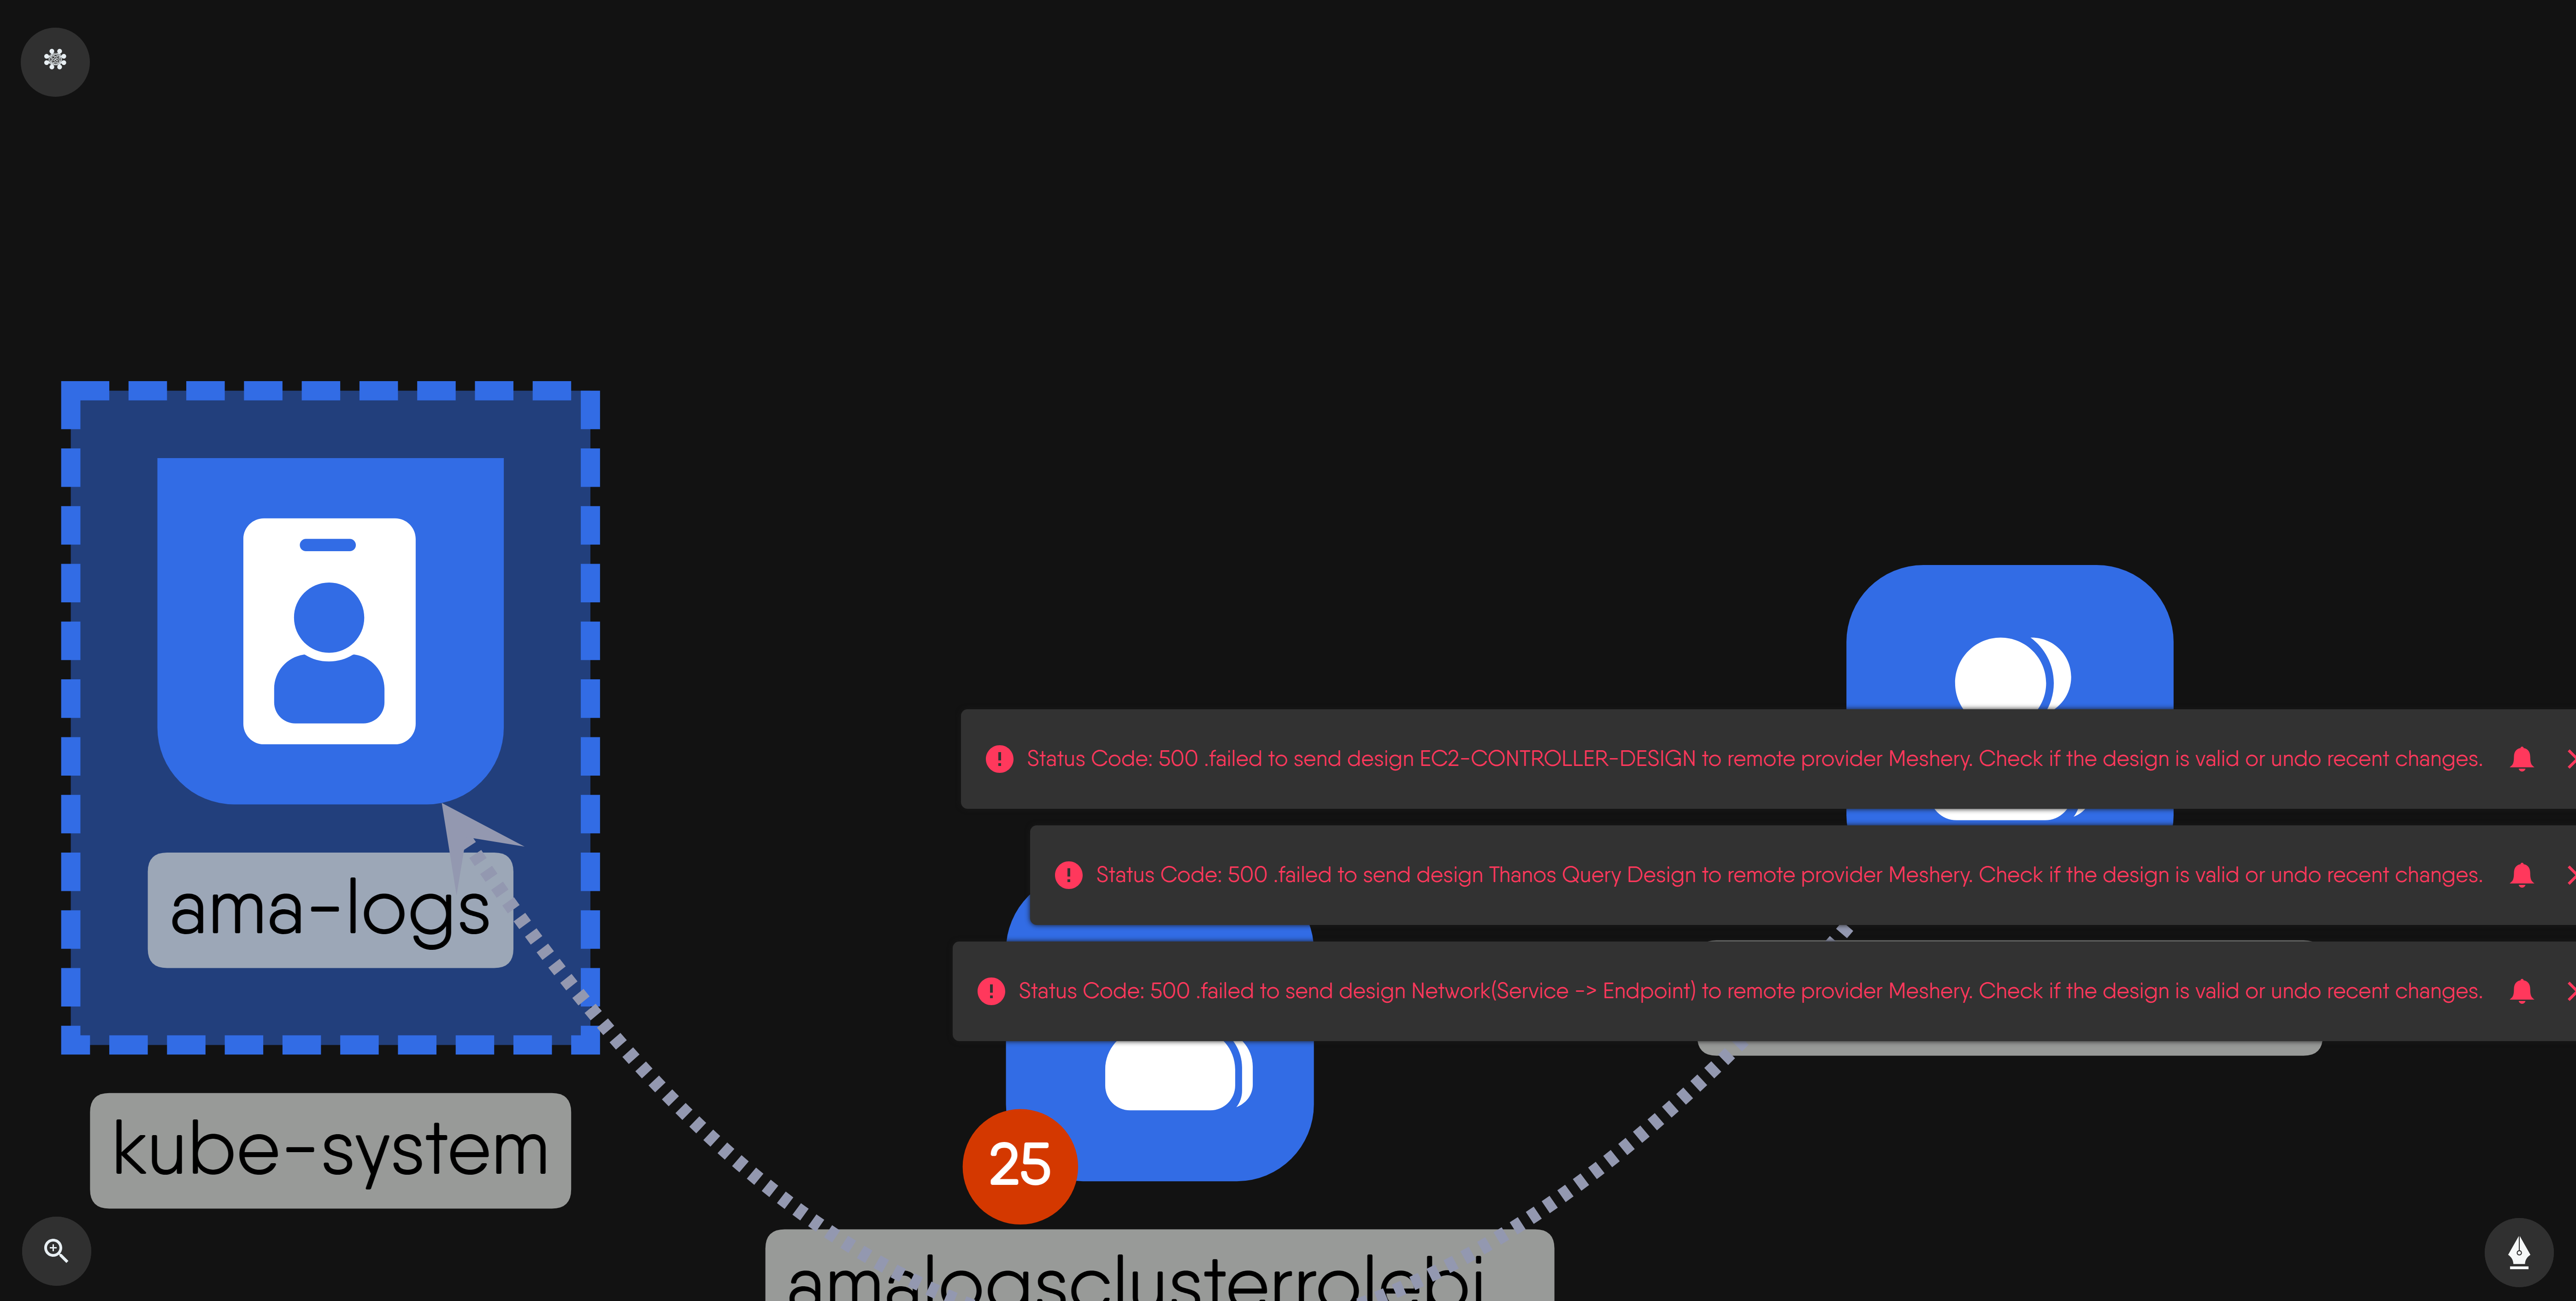 Status Code: 500 .failed to send design EC2-CONTROLLER-DESIGN to remote provider Meshery. Check if the design is valid or undo recent changes.
Status Code: 500 .failed to send design Thanos Query Design to remote provider Meshery. Check if the design is valid or undo recent changes.
ama-logs
Status Code: 500 .failed to send design Network(Service -> Endpoint) to remote provider Meshery. Check if the design is valid or undo recent changes.
kube-system
25
amalogsclusterrolebi